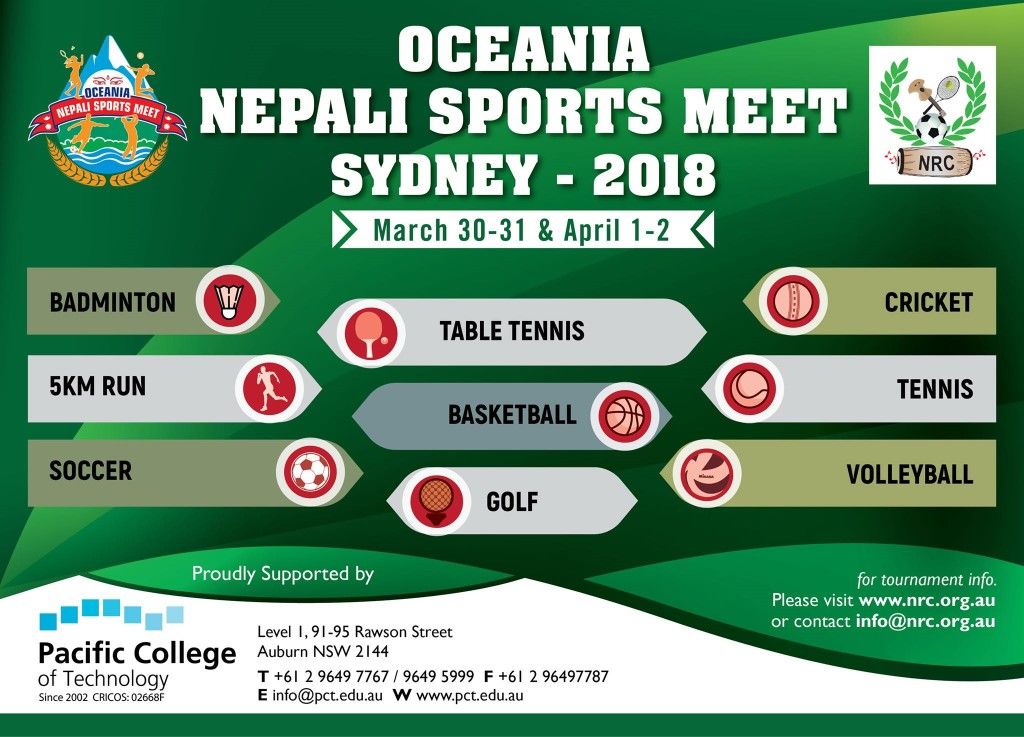 OCEANIA
NEPALI SPORTS MEET
SYDNEY - 2018
March 30-31 & April 1-2
OCEANIA
NEPALI SPORTS MEET
NRC
BADMINTON
TABLE TENNIS
CRICKET
5KM RUN
BASKETBALL
TENNIS
SOCCER
GOLF
VOLLEYBALL
MIKASA
Proudly Supported by
Pacific College
of Technology
Since 2002 CRICOS: 02668F
Level 1, 91-95 Rawson Street
Auburn NSW 2144
T +61 2 9649 7767 / 9649 5999 F +61 2 96497787
E info@pct.edu.au W www.pct.edu.au
for tournament info.
Please visit www.nrc.org.au
or contact info@nrc.org.au